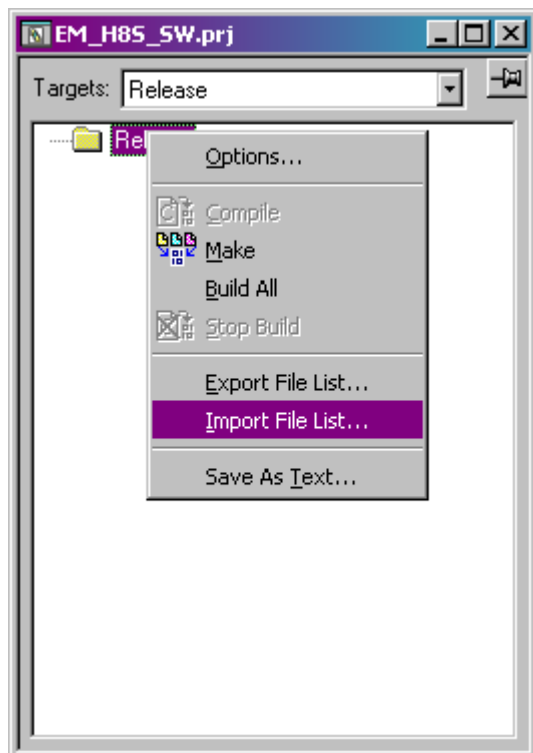 EM_H8S_SW.prj
Targets: Release
Rel
Options...
Compile
Make
Build All
Stop Build
Export File List...
Import File List...
Save As Text...